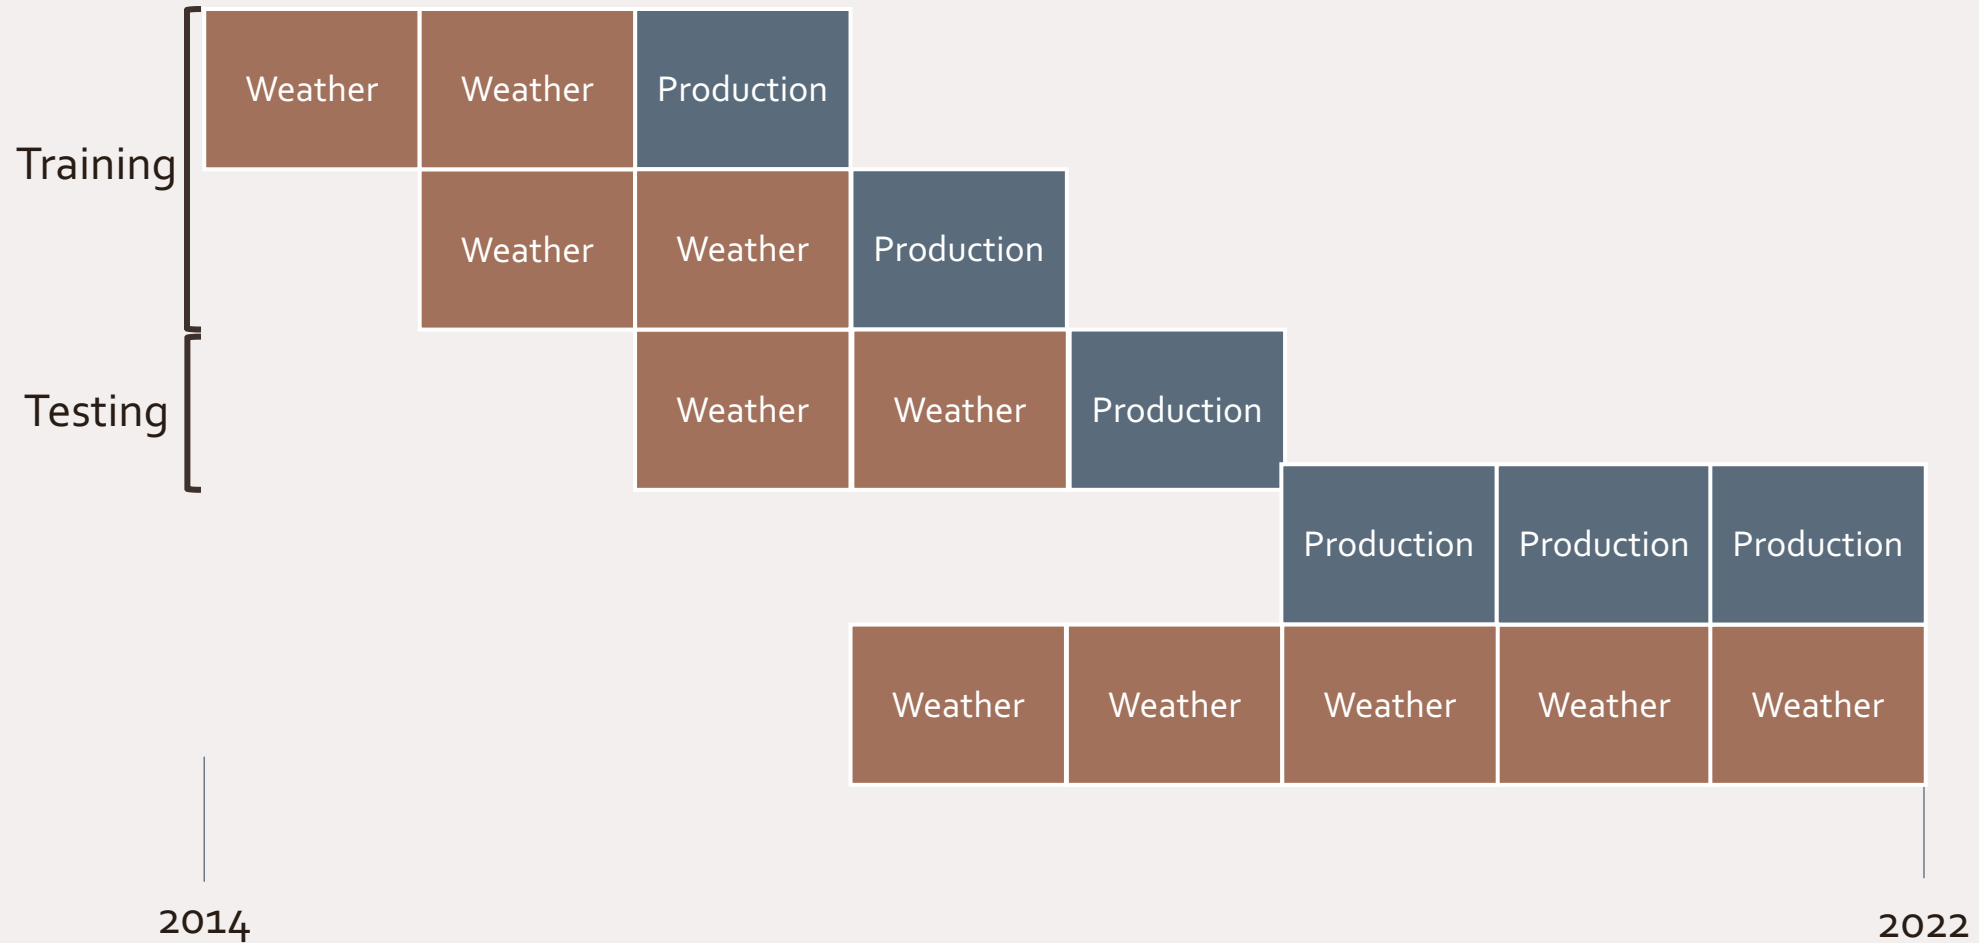 Weather Weather Production
Training
Weather Weather Production
Testing
Weather Weather Production
Production Production Production
Weather Weather Weather Weather Weather
2014
2022